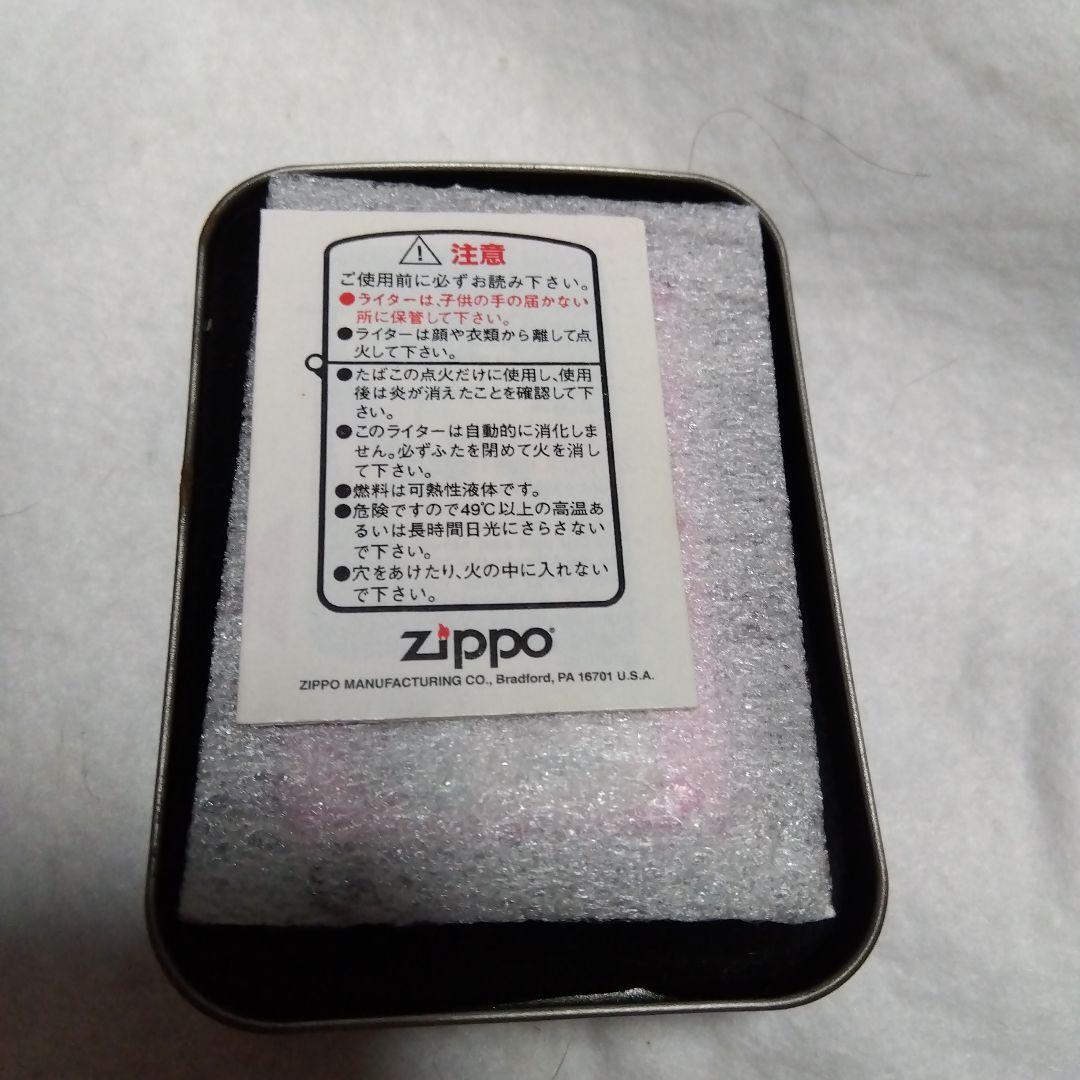 注意
ご使用前に必ずお読み下さい。
●ライターは、子供の手の届かない
所に保管して下さい。
●ライターは顔や衣類から離して点
火して下さい。
●たばこの点火だけに使用し、使用
後は炎が消えたことを確認して下
さい。
●このライターは自動的に消化しま
せん。必ずふたを閉めて火を消し
て下さい。
●燃料は可熱性液体です。
●危険ですので49℃以上の高温あ
るいは長時間日光にさらさない
で下さい。
●穴をあけたり、火の中に入れない
で下さい。
zippo®
ZIPPO MANUFACTURING CO., Bradford, PA 16701 U.S.A.